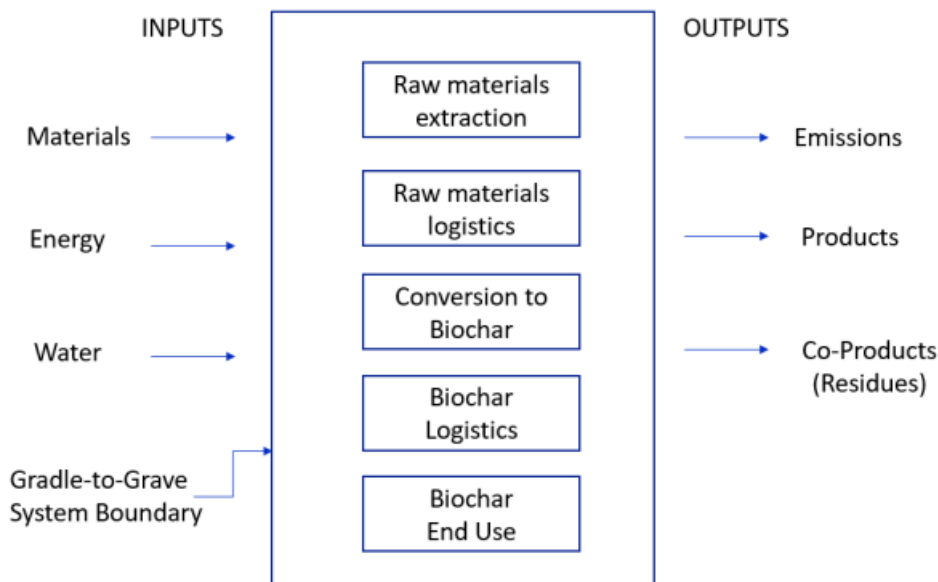 INPUTS
OUTPUTS
Raw materials
extraction
Materials
Emissions
Raw materials
logistics
Energy
Products
Conversion to
Biochar
Water
Co-Products
(Residues)
Biochar
Logistics
Gradle-to-Grave
System Boundary
Biochar
End Use